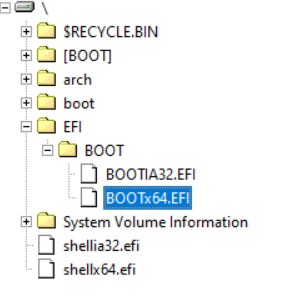 \
$RECYCLE.BIN
[BOOT]
arch
boot
EFI
BOOT
BOOTIA32.EFI
BOOTx64.EFI
System Volume Information
shellia32.efi
shellx64.efi